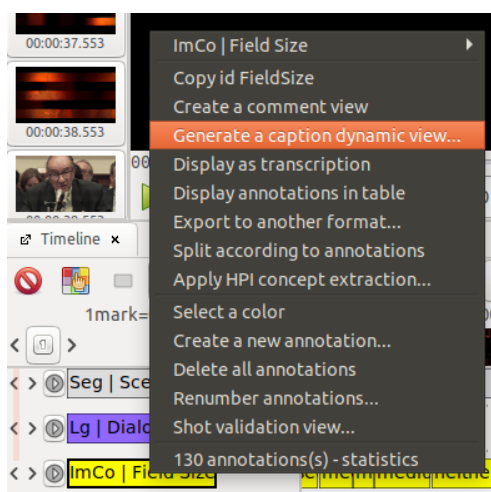 00:00:37.553
ImCo | Field Size
Copy id FieldSize
Create a comment view
00:00:38.553
Generate a caption dynamic view...
00
Display as transcription
Display annotations in table
Export to another format...
Timeline
Split according to annotations
Apply HPI concept extraction...
Select a color
1mark=
Create a new annotation...
Delete all annotations
Seg | Sce
Renumber annotations...
Lg | Dialo
Shot validation view...
130 annotations(s) - statistics
ImCo | Field Size